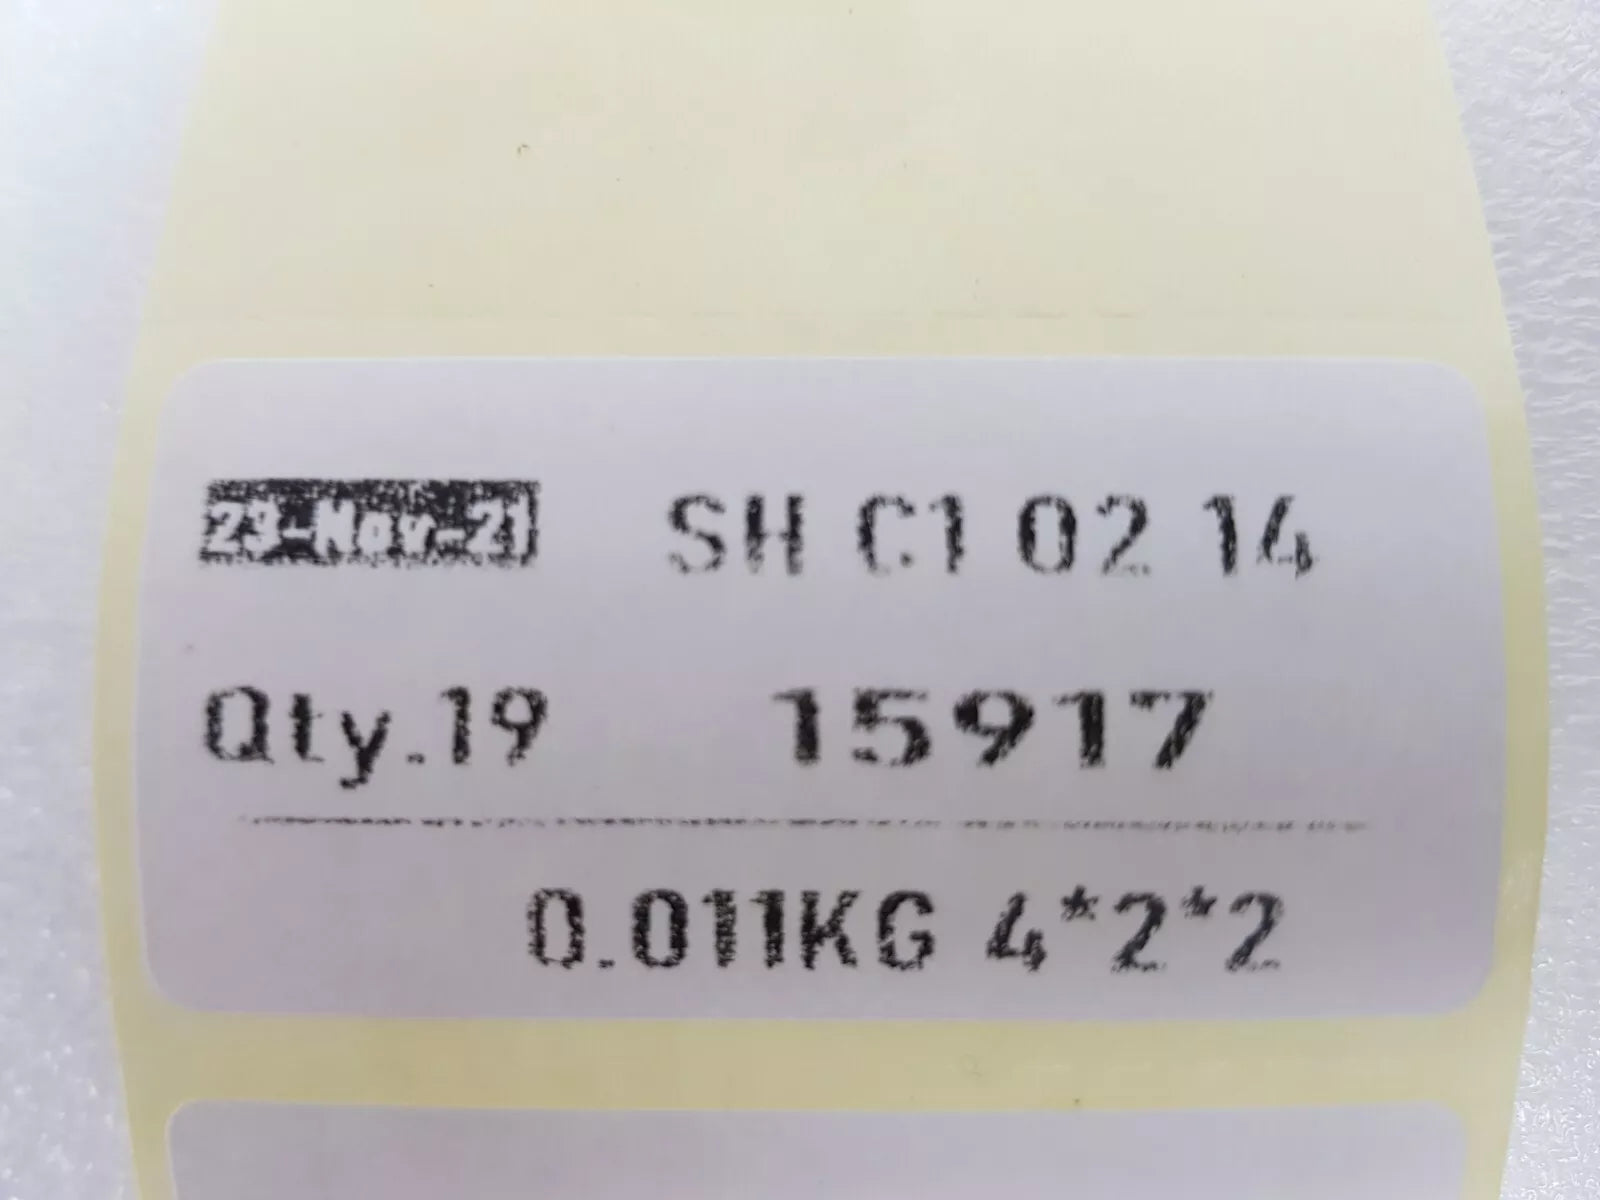 23-Nov-21 SH C1 02 14
Qty.19 15917
0.011KG 4*2*2